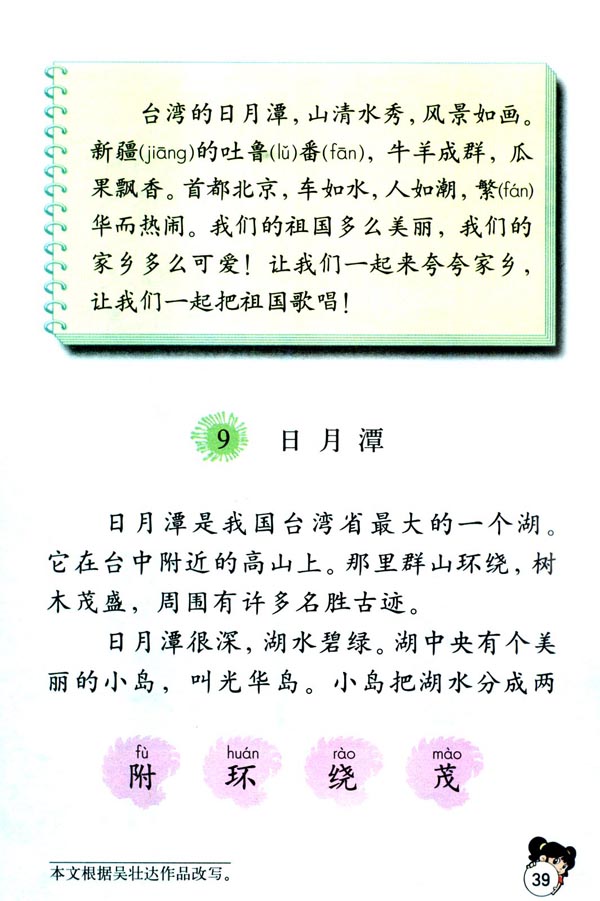 台湾的日月潭，山清水秀，风景如画。
新疆(jiāng)的吐鲁(lǔ)番(fān)，牛羊成群，瓜
果飘香。首都北京，车如水，人如潮，繁(fán)
华而热闹。我们的祖国多么美丽，我们的
家乡多么可爱！让我们一起来夸夸家乡，
让我们一起把祖国歌唱！
9 日月潭
日月潭是我国台湾省最大的一个湖。
它在台中附近的高山上。那里群山环绕，树
木茂盛，周围有许多名胜古迹。
日月潭很深，湖水碧绿。湖中央有个美
丽的小岛，叫光华岛。小岛把湖水分成两
fù huán rào mào
附 环 绕 茂
本文根据吴壮达作品改写。
39